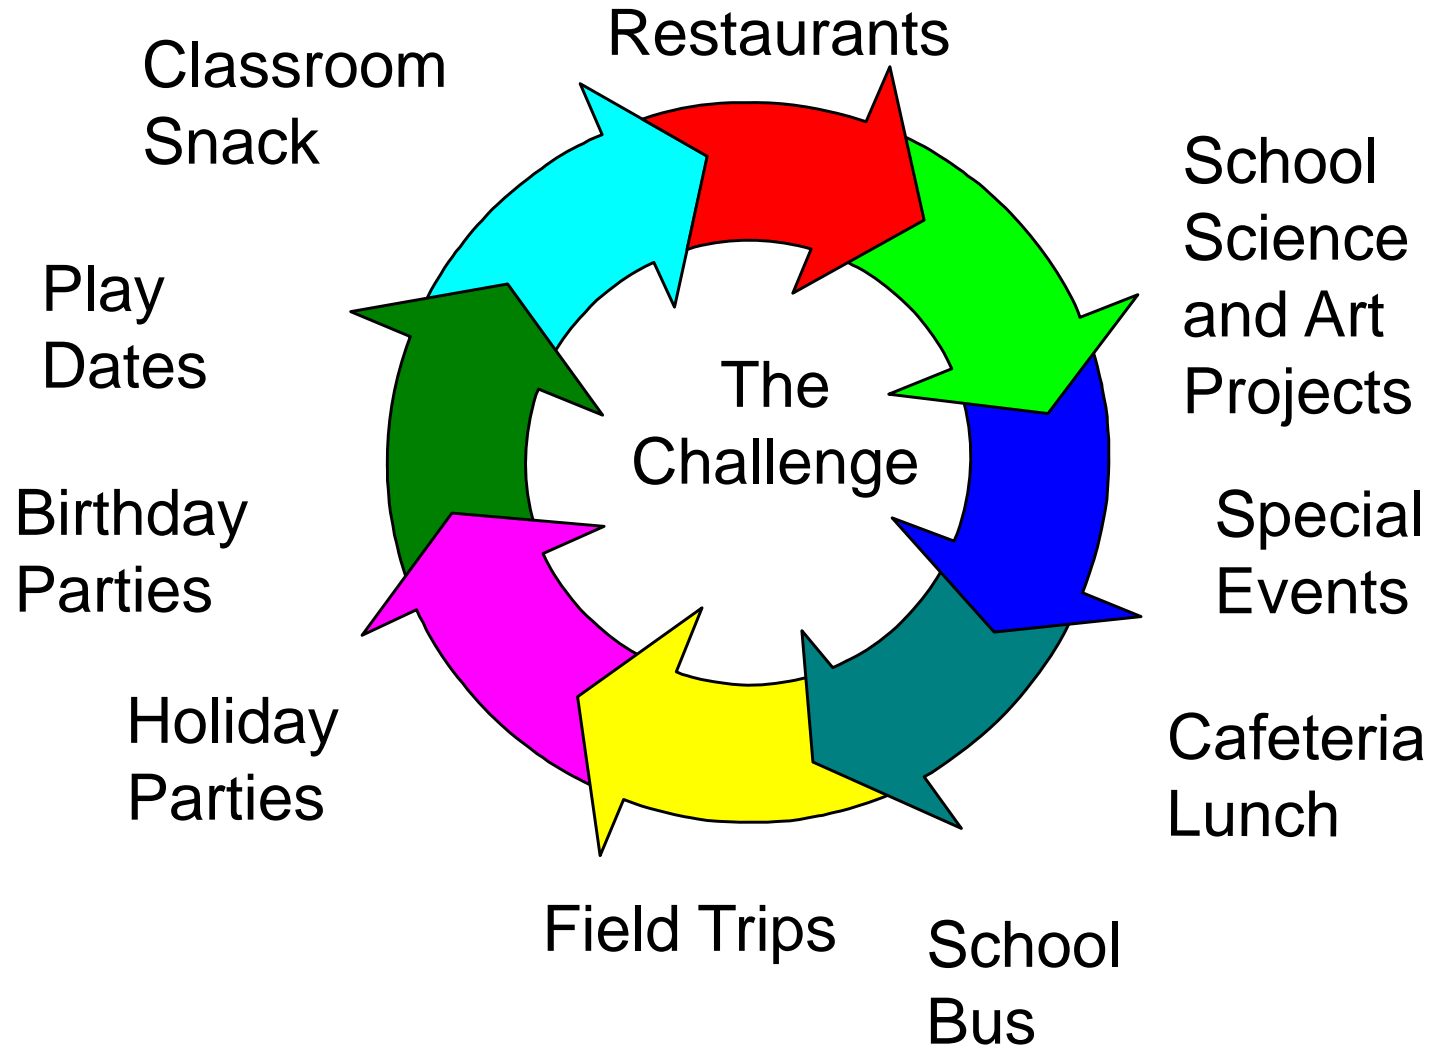 Restaurants
School
Science
and Art
Projects
Special
Events
Cafeteria
Lunch
School
Bus
Field Trips
Holiday
Parties
Birthday
Parties
Play
Dates
Classroom
Snack
The
Challenge